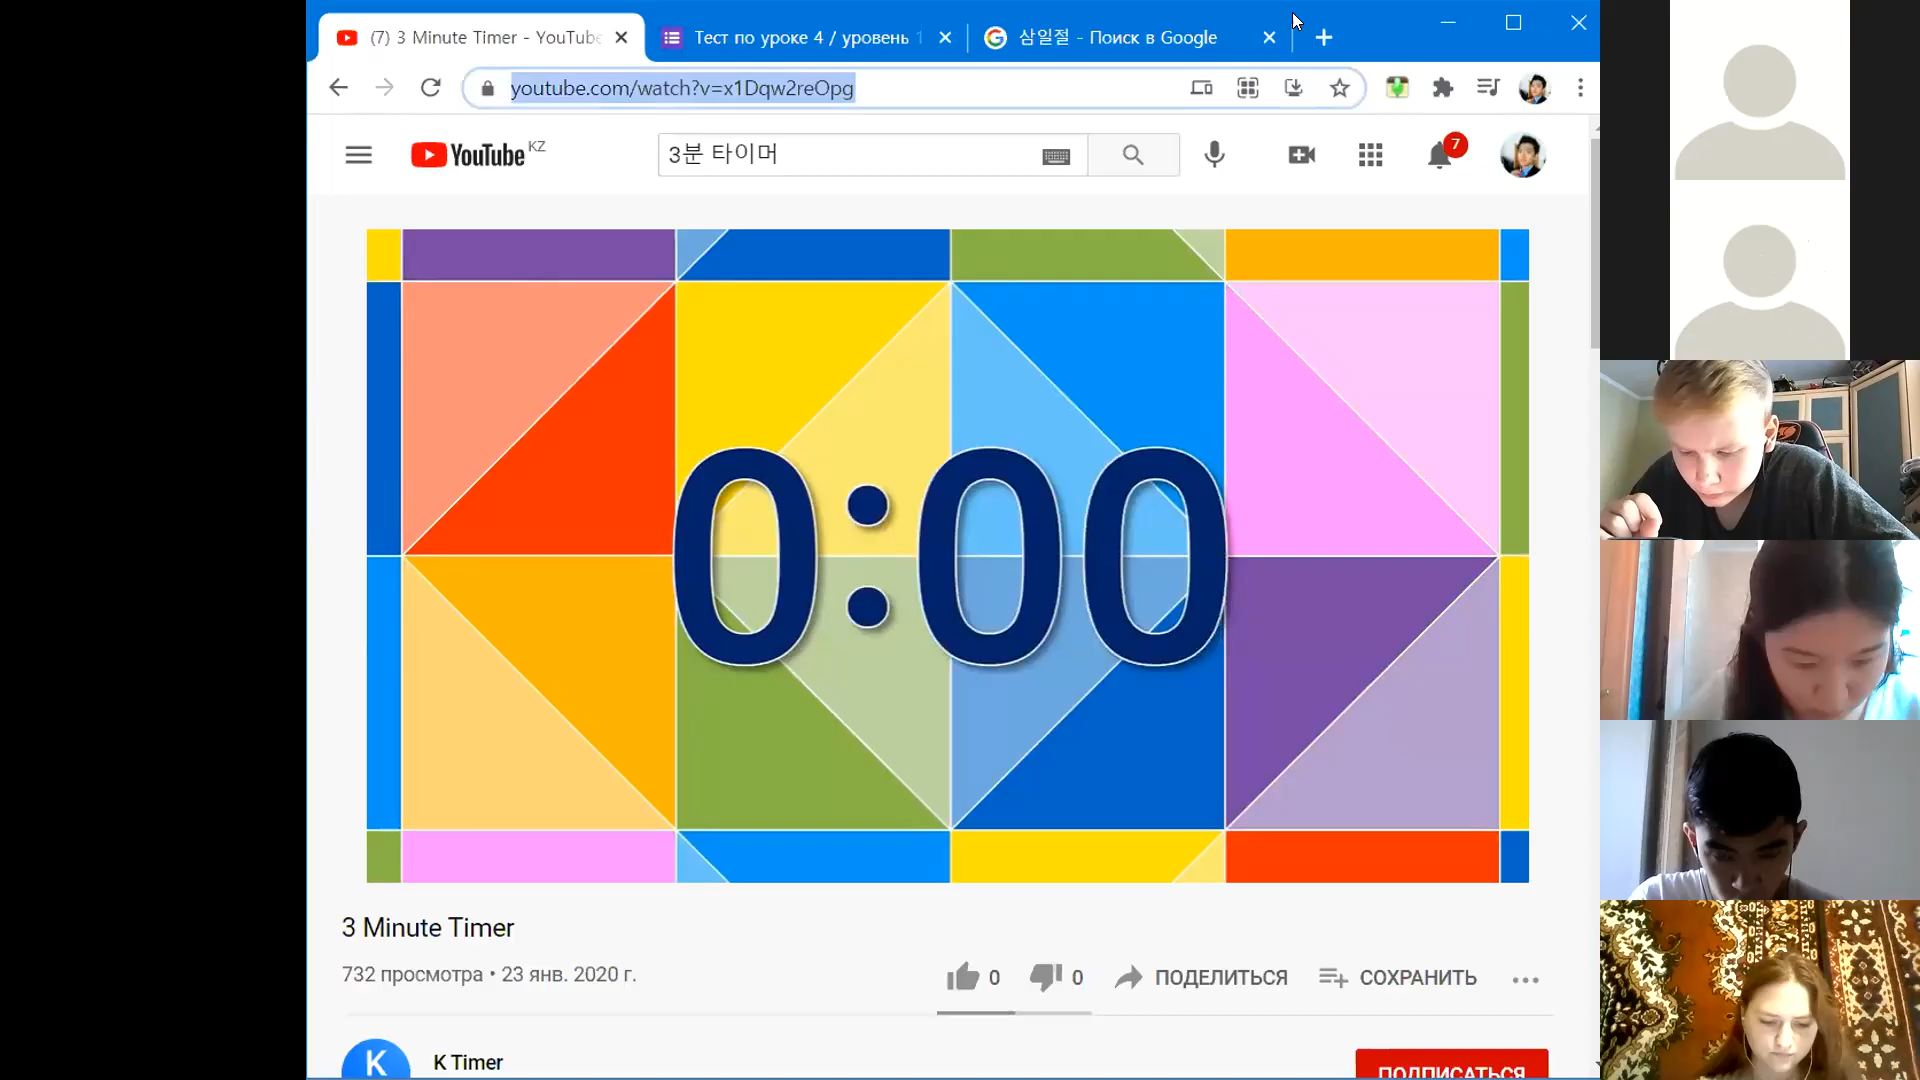 (7) 3 Minute Timer - YouTube
Тест по уроке 4 / уровень 1
삼일절 - Поиск в Google
youtube.com/watch?v=x1Dqw2reOpg
YouTube KZ
3분 타이머
7
0:00
3 Minute Timer
732 просмотра • 23 янв. 2020 г.
0
0
ПОДЕЛИТЬСЯ
СОХРАНИТЬ
K
K Timer
ПОДПИСАТЬСЯ